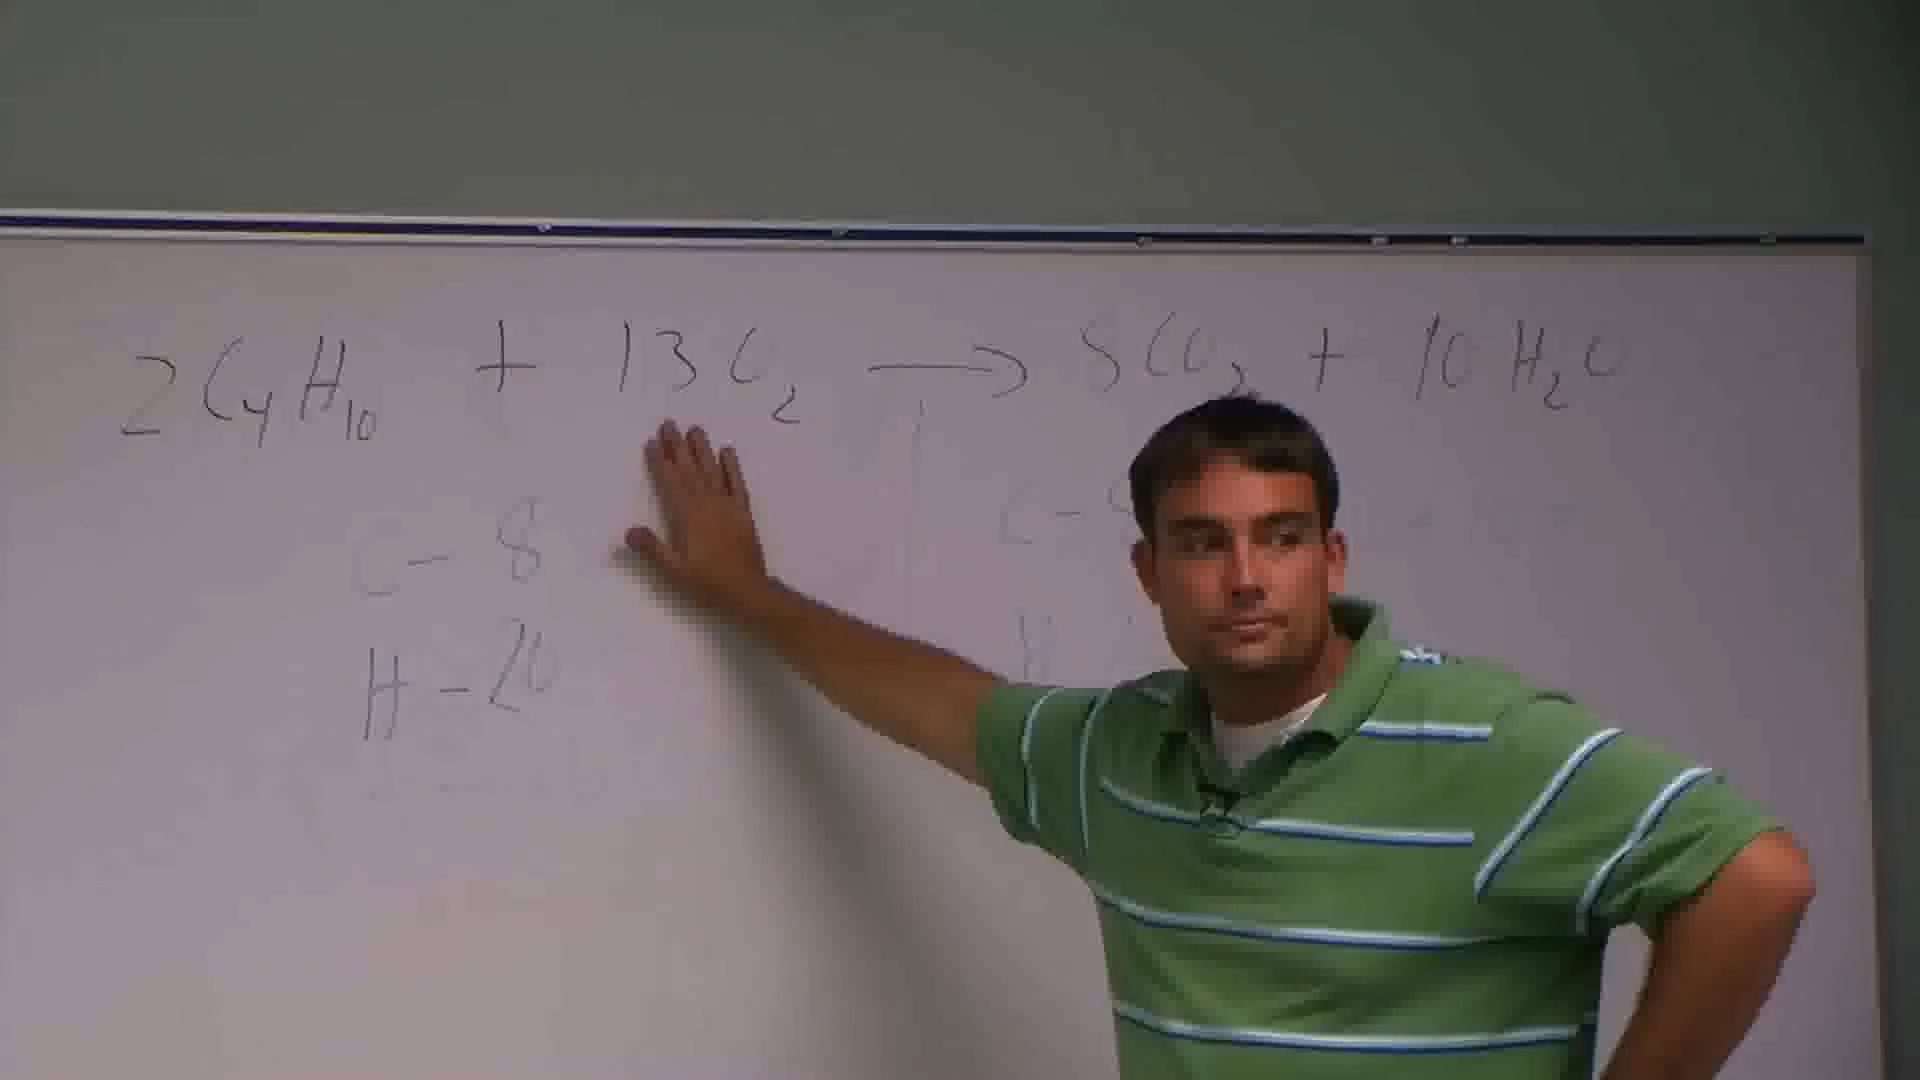 2C₄H₁₀ + 13O₂ → 8CO₂ + 10H₂O
C - 8 C -
H - 20 H -